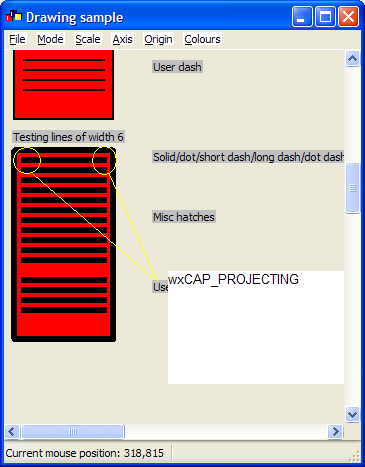 Drawing sample
File Mode Scale Axis Origin Colours
User dash
Testing lines of width 6
Solid/dot/short dash/long dash/dot dash
Misc hatches
Use
wxCAP_PROJECTING
Current mouse position: 318,815